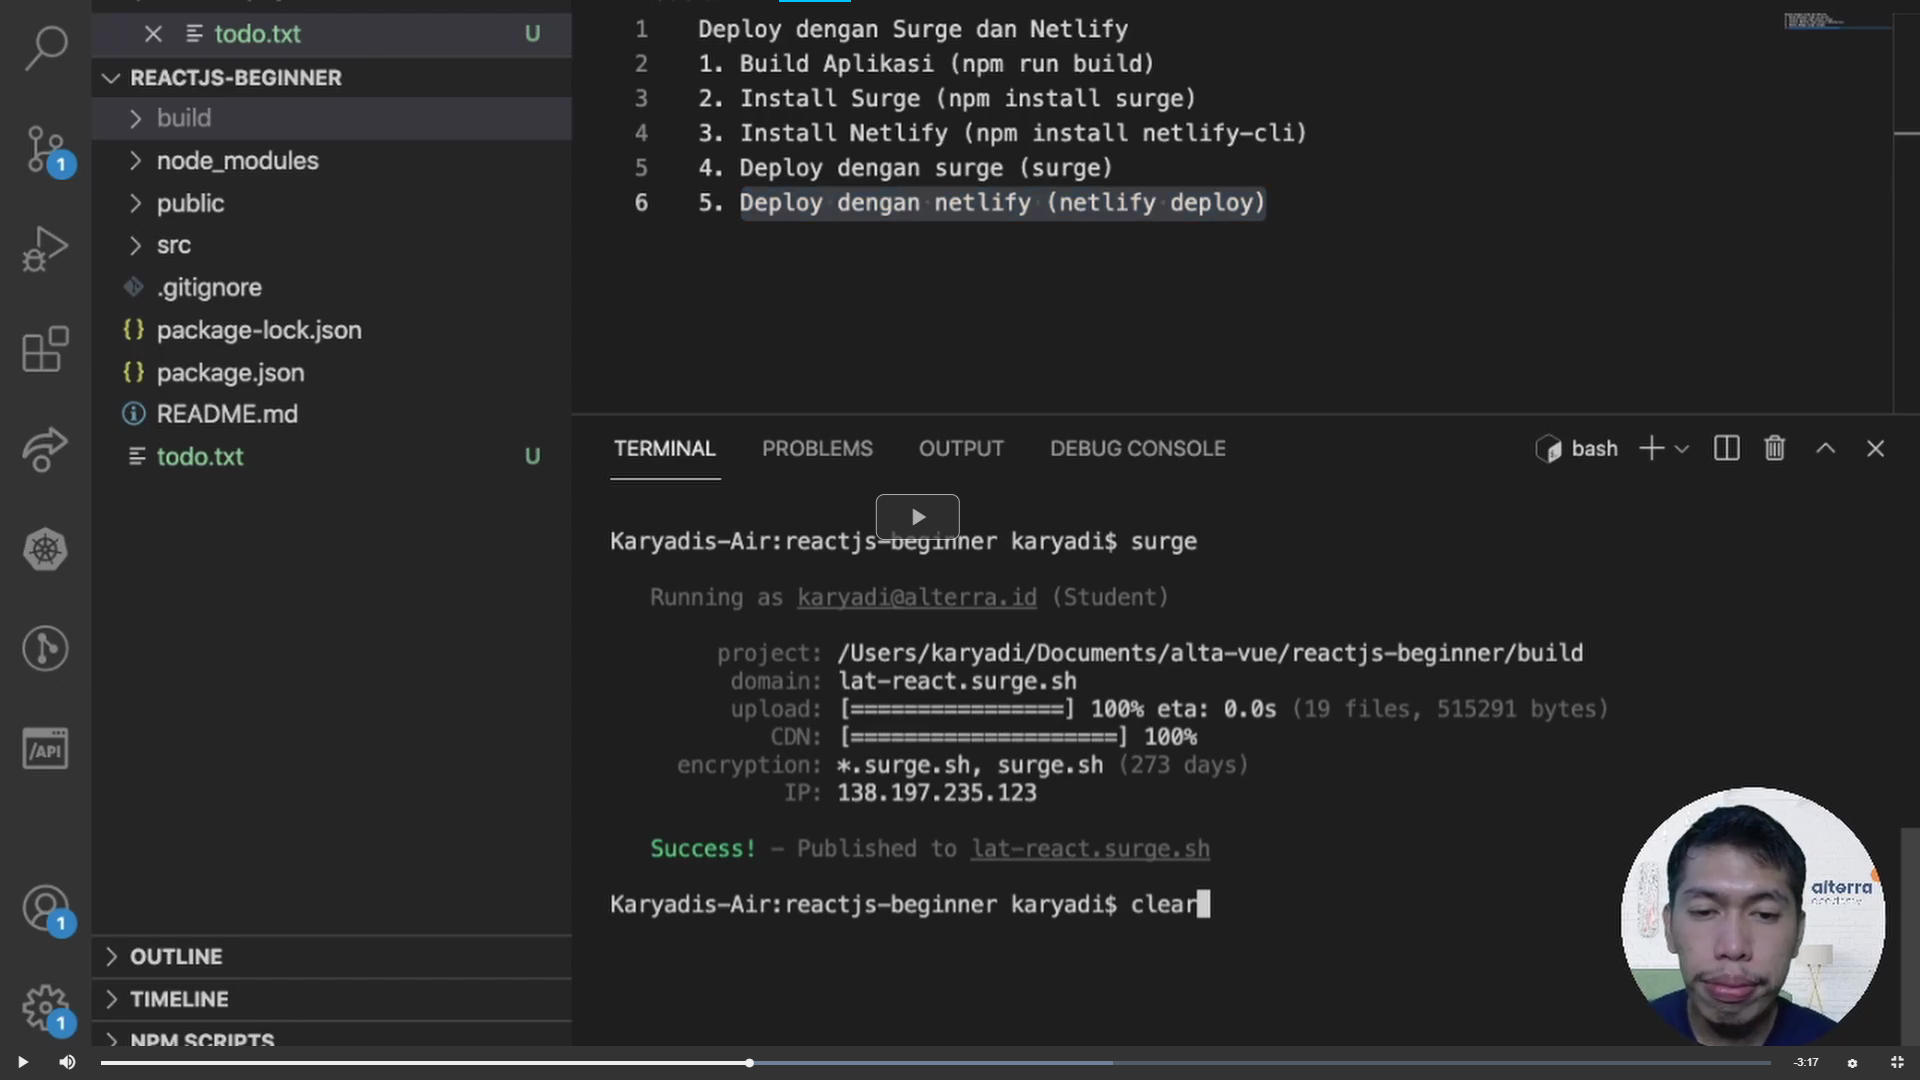 todo.txt U
REACTJS-BEGINNER
build
node_modules
public
src
.gitignore
package-lock.json
package.json
README.md
todo.txt U
OUTLINE
TIMELINE
NPM SCRIPTS
1
1
1
/API
1 Deploy dengan Surge dan Netlify
2 1. Build Aplikasi (npm run build)
3 2. Install Surge (npm install surge)
4 3. Install Netlify (npm install netlify-cli)
5 4. Deploy dengan surge (surge)
6 5. Deploy dengan netlify (netlify deploy)
TERMINAL PROBLEMS OUTPUT DEBUG CONSOLE bash
Karyadis-Air:reactjs-beginner karyadi$ surge
Running as karyadi@alterra.id (Student)
project: /Users/karyadi/Documents/alta-vue/reactjs-beginner/build
domain: lat-react.surge.sh
upload: [================] 100% eta: 0.0s (19 files, 515291 bytes)
CDN: [====================] 100%
encryption: *.surge.sh, surge.sh (273 days)
IP: 138.197.235.123
Success! - Published to lat-react.surge.sh
Karyadis-Air:reactjs-beginner karyadi$ clear
alterra
academy
-3:17